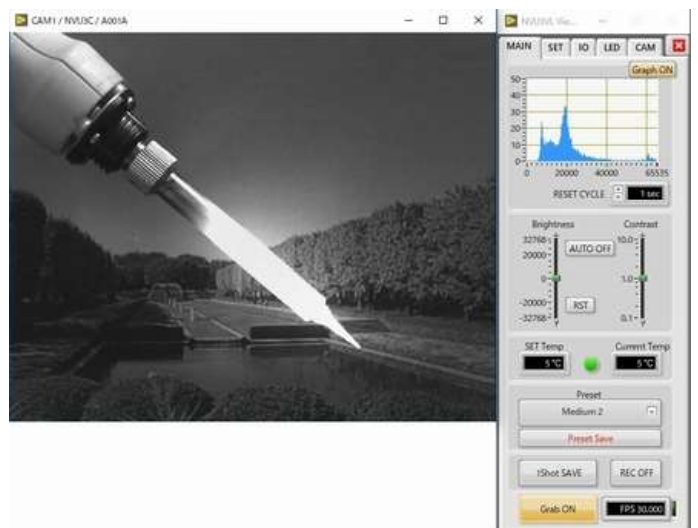 CAM1 / NVU3C / A001A
MAIN SET IO LED CAM
Graph ON
50
40
30
20
10
0
0 20000 40000 65535
RESET CYCLE 1 sec
Brightness Contrast
32768
20000
0
-20000
-32768
AUTO OFF
RST
10.0
1.0
0.1
SET Temp Current Temp
5 °C 5 °C
Preset
Medium 2
Preset Save
1Shot SAVE REC OFF
Grab ON FPS 30.000